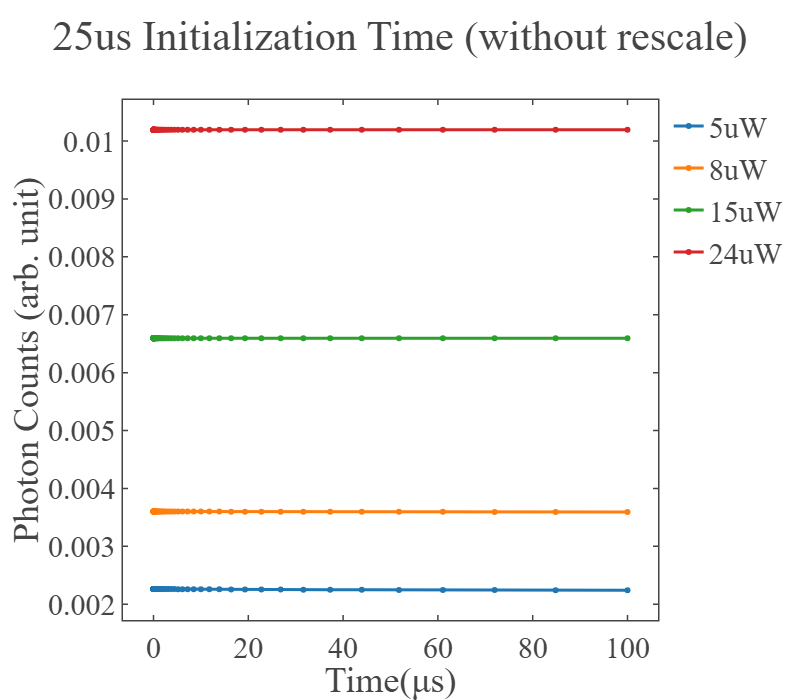 25us Initialization Time (without rescale)
5uW
8uW
15uW
24uW
Photon Counts (arb. unit)
0.01
0.009
0.008
0.007
0.006
0.005
0.004
0.003
0.002
0 20 40 60 80 100
Time(μs)